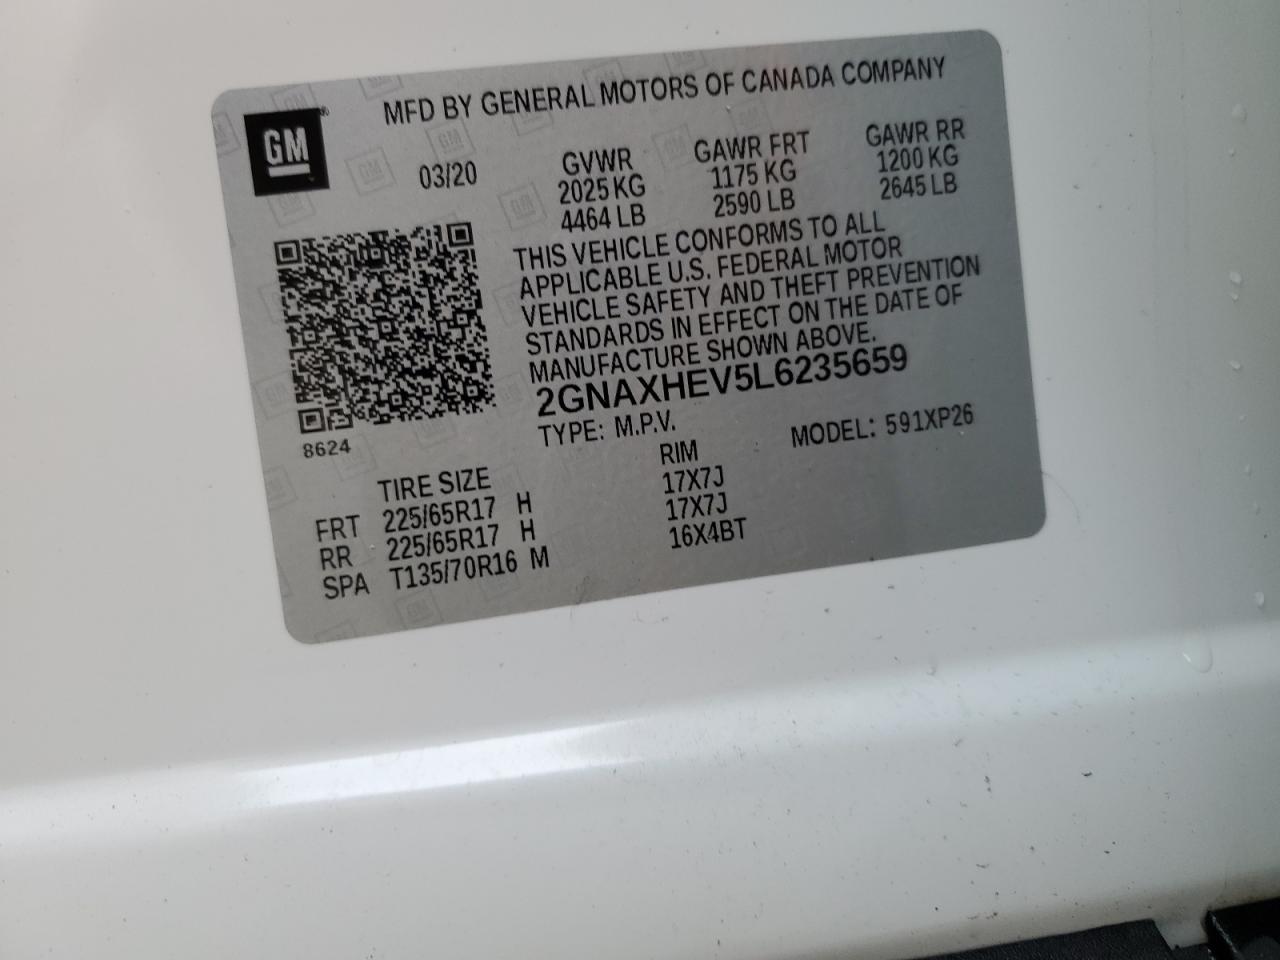 MFD BY GENERAL MOTORS OF CANADA COMPANY
GM
03/20
GVWR GAWR FRT GAWR RR
2025 KG 1175 KG 1200 KG
4464 LB 2590 LB 2645 LB
THIS VEHICLE CONFORMS TO ALL
APPLICABLE U.S. FEDERAL MOTOR
VEHICLE SAFETY AND THEFT PREVENTION
STANDARDS IN EFFECT ON THE DATE OF
MANUFACTURE SHOWN ABOVE.
2GNAXHEV5L6235659
TYPE: M.P.V. MODEL: 591XP26
8624
TIRE SIZE RIM
FRT 225/65R17 H 17X7J
RR 225/65R17 H 17X7J
SPA T135/70R16 M 16X4BT